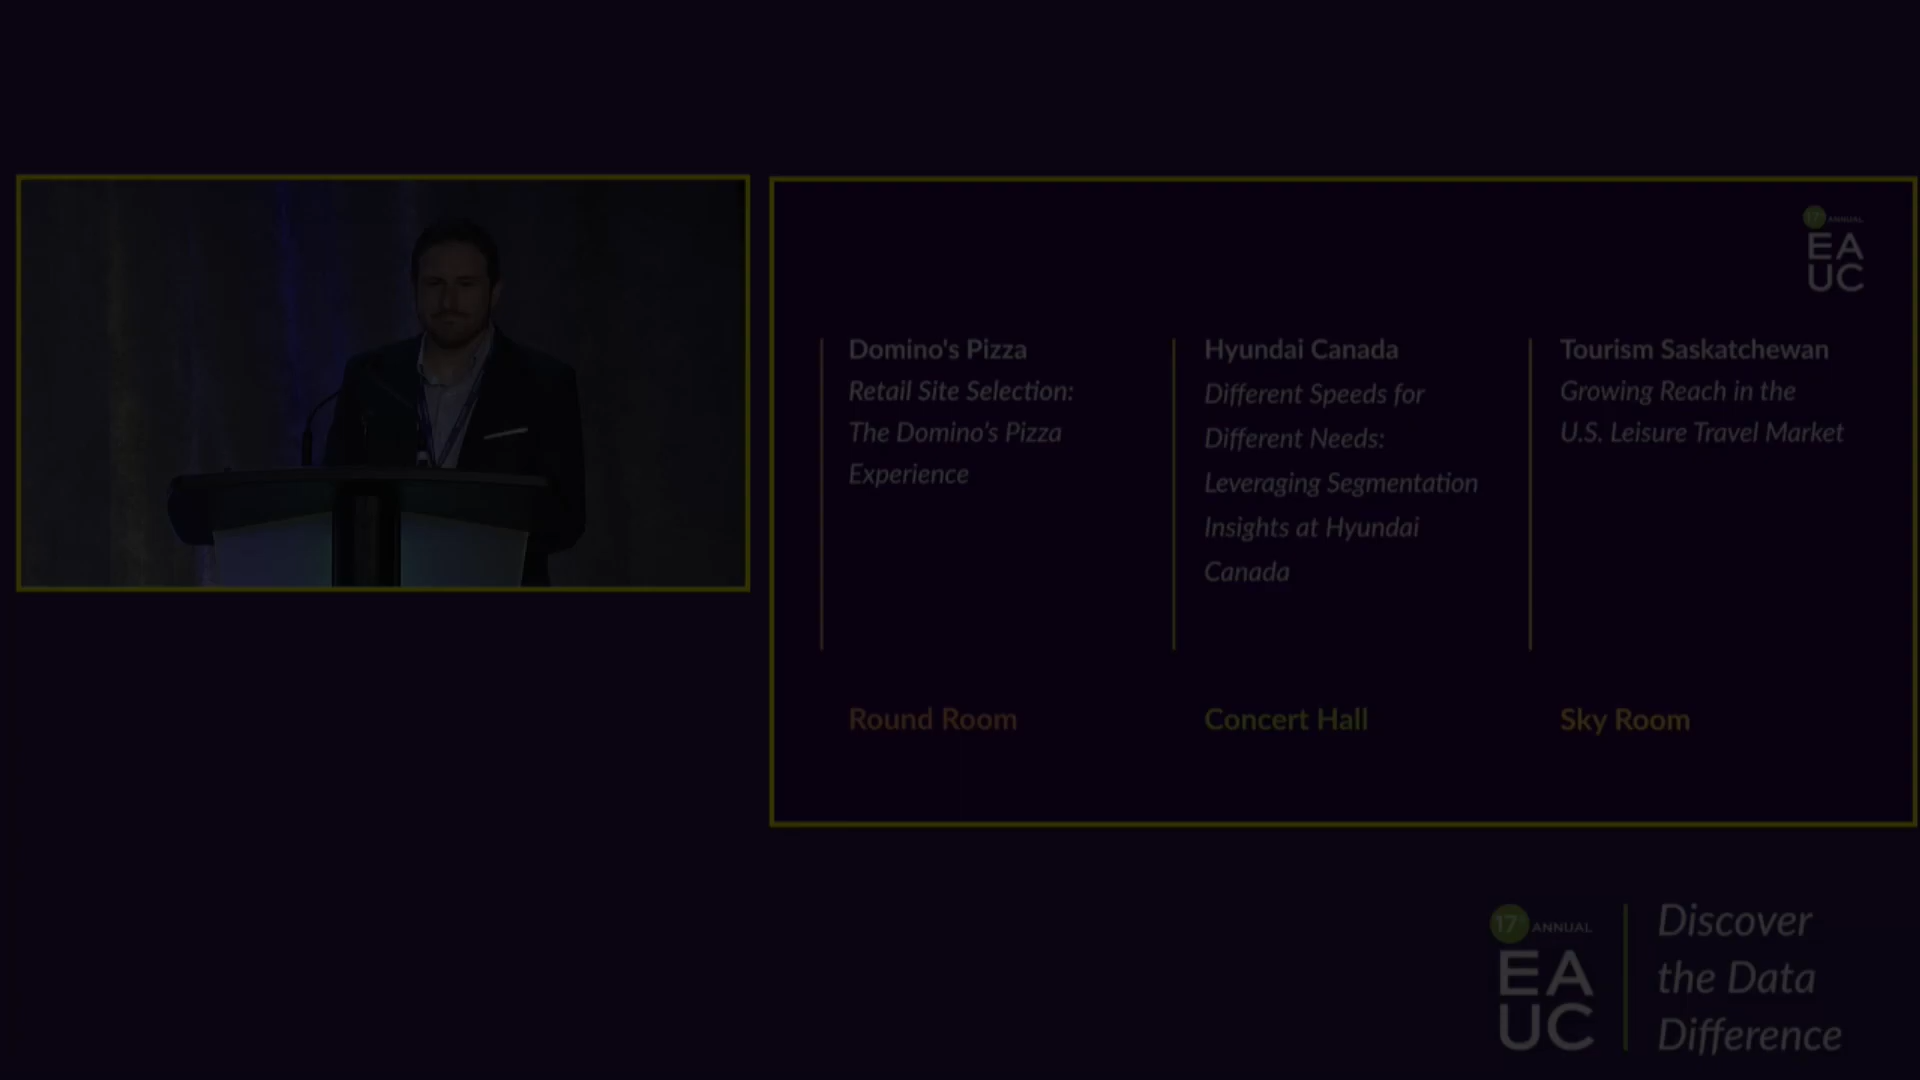 17 ANNUAL
EA
UC
Domino's Pizza
Retail Site Selection:
The Domino's Pizza
Experience
Round Room
Hyundai Canada
Different Speeds for
Different Needs:
Leveraging Segmentation
Insights at Hyundai
Canada
Concert Hall
Tourism Saskatchewan
Growing Reach in the
U.S. Leisure Travel Market
Sky Room
17 ANNUAL
EA
UC
Discover
the Data
Difference